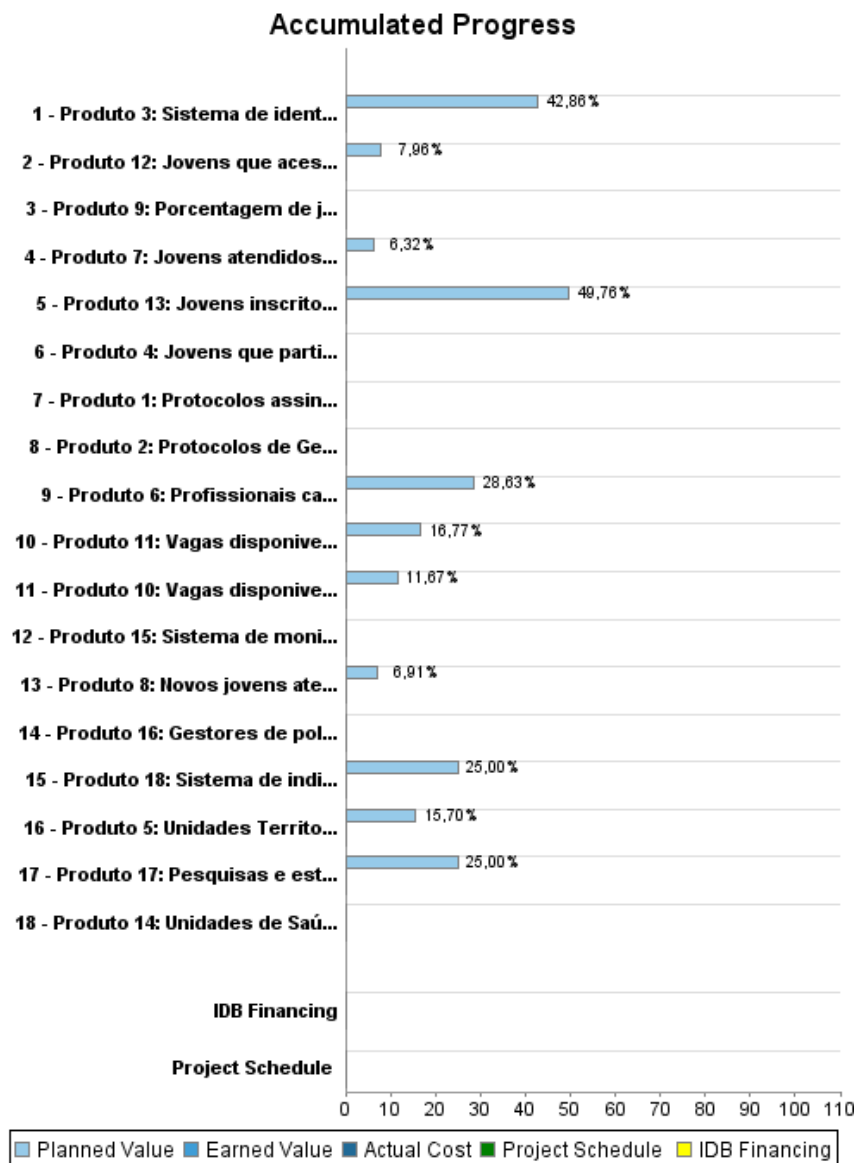 Accumulated Progress
1 - Produto 3: Sistema de ident...
42,86%
2 - Produto 12: Jovens que aces...
7,96%
3 - Produto 9: Porcentagem de j...
4 - Produto 7: Jovens atendidos...
6,32%
5 - Produto 13: Jovens inscrito...
49,76%
6 - Produto 4: Jovens que parti...
7 - Produto 1: Protocolos assin...
8 - Produto 2: Protocolos de Ge...
9 - Produto 6: Profissionais ca...
28,63%
10 - Produto 11: Vagas disponive...
16,77%
11 - Produto 10: Vagas disponive...
11,67%
12 - Produto 15: Sistema de moni...
13 - Produto 8: Novos jovens ate...
6,91%
14 - Produto 16: Gestores de pol...
15 - Produto 18: Sistema de indi...
25,00%
16 - Produto 5: Unidades Territo...
15,70%
17 - Produto 17: Pesquisas e est...
25,00%
18 - Produto 14: Unidades de Saú...
IDB Financing
Project Schedule
0 10 20 30 40 50 60 70 80 90 100 110
Planned Value Earned Value Actual Cost Project Schedule IDB Financing